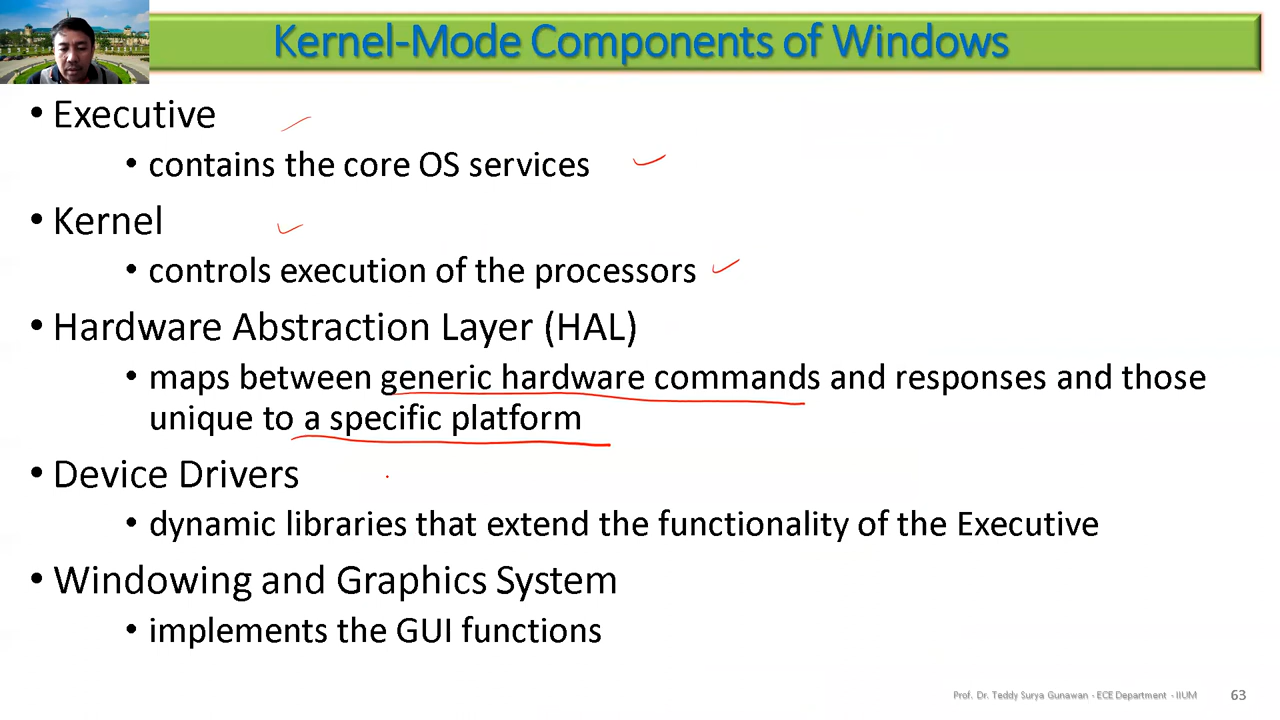 Kernel-Mode Components of Windows
• Executive
• contains the core OS services
• Kernel
• controls execution of the processors
• Hardware Abstraction Layer (HAL)
• maps between generic hardware commands and responses and those
unique to a specific platform
• Device Drivers
• dynamic libraries that extend the functionality of the Executive
• Windowing and Graphics System
• implements the GUI functions
Prof. Dr. Teddy Surya Gunawan - ECE Department - IIUM 63